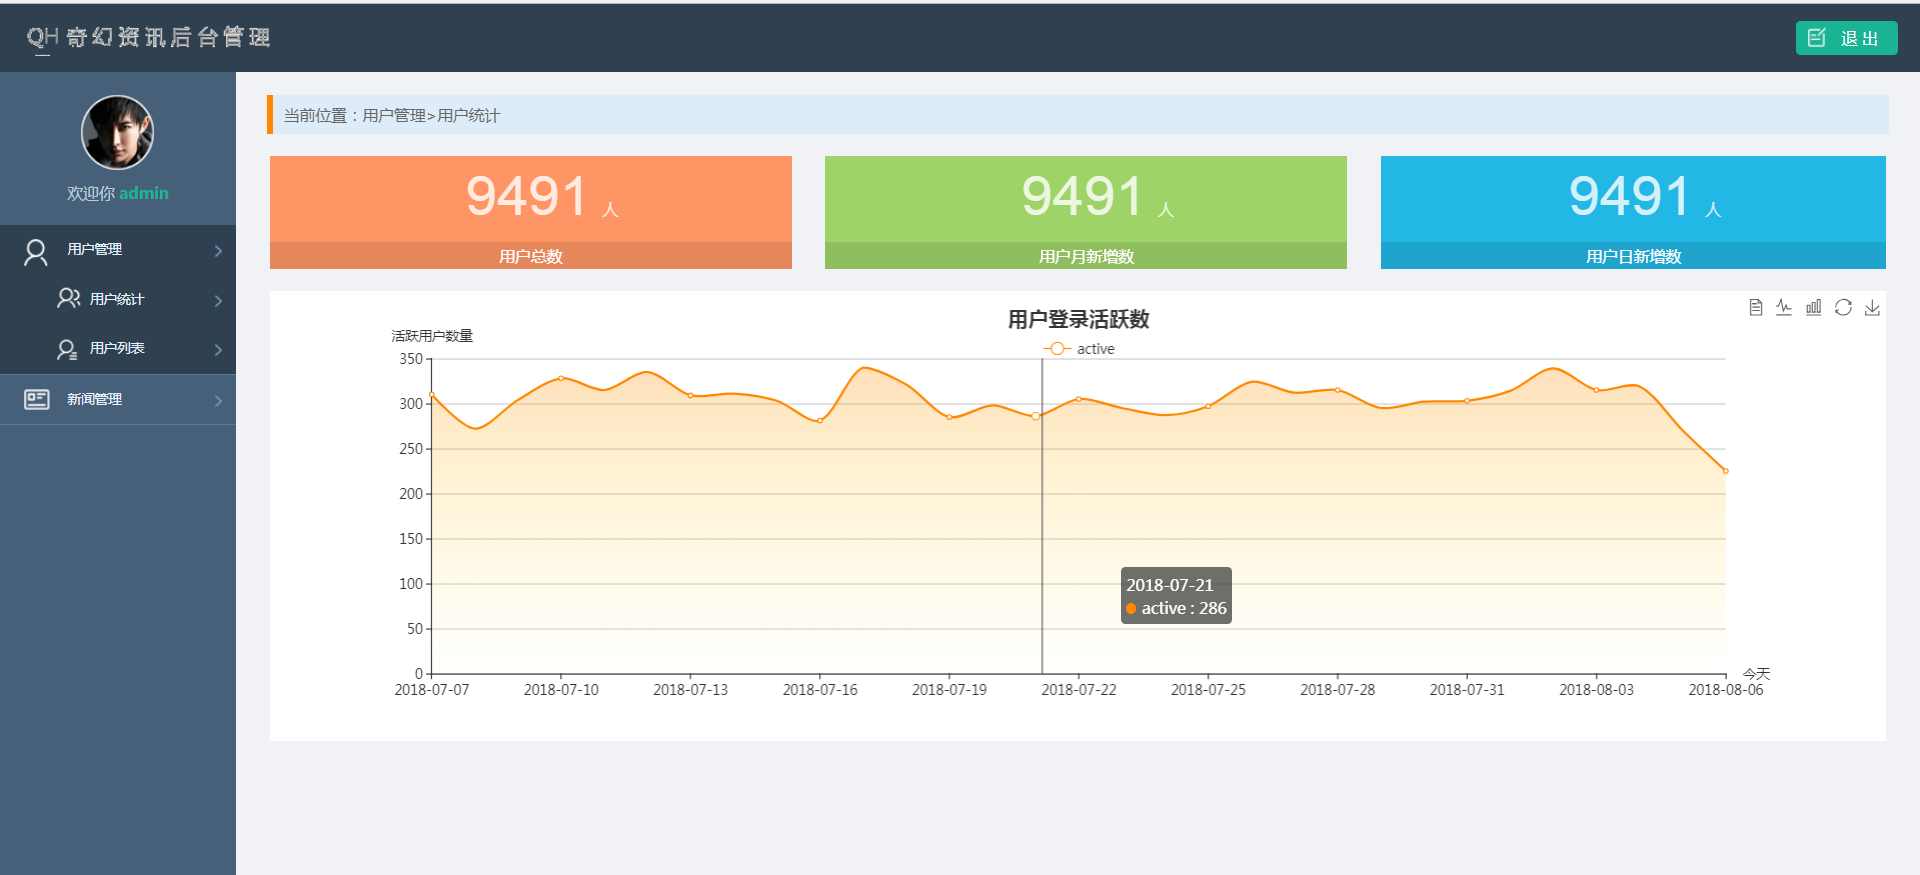 QH 奇幻资讯后台管理
退 出
欢迎你 admin
用户管理
用户统计
用户列表
新闻管理
当前位置：用户管理>用户统计
9491 人
用户总数
9491 人
用户月新增数
9491 人
用户日新增数
用户登录活跃数
active
活跃用户数量
350
300
250
200
150
100
50
0
2018-07-21
active : 286
2018-07-07
2018-07-10
2018-07-13
2018-07-16
2018-07-19
2018-07-22
2018-07-25
2018-07-28
2018-07-31
2018-08-03
2018-08-06
今天